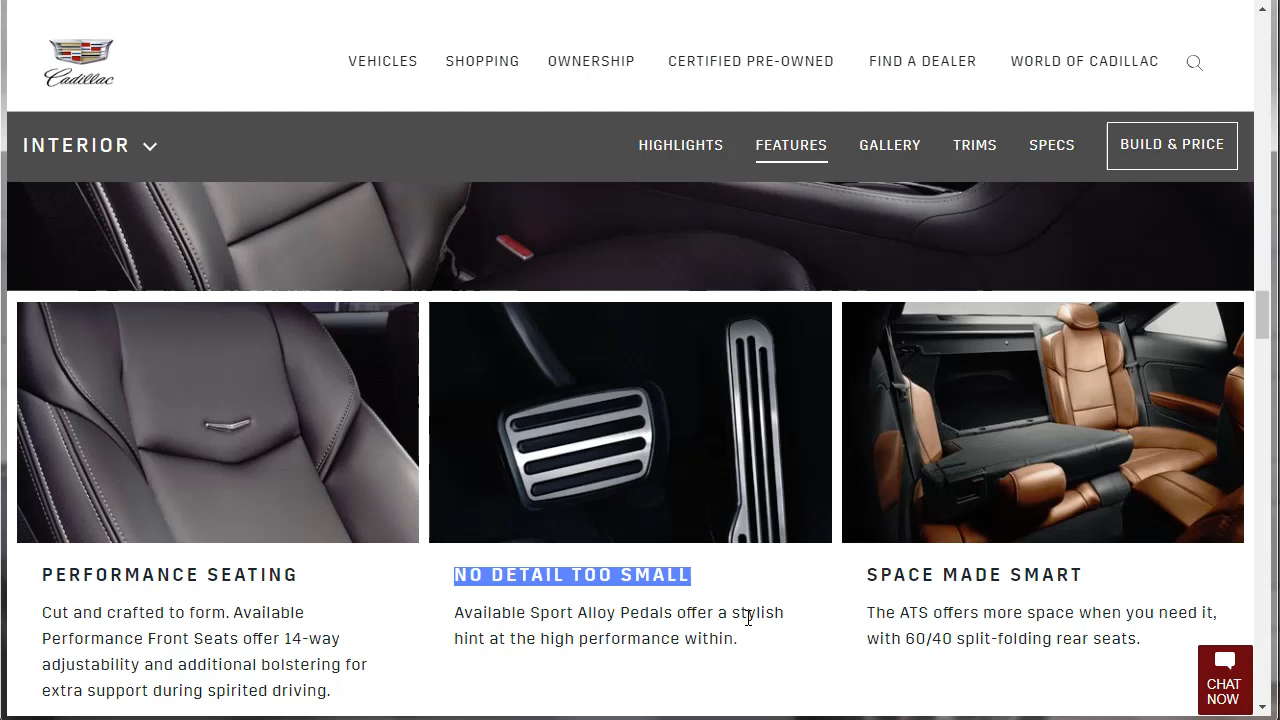 Cadillac
VEHICLES SHOPPING OWNERSHIP CERTIFIED PRE-OWNED FIND A DEALER WORLD OF CADILLAC
INTERIOR HIGHLIGHTS FEATURES GALLERY TRIMS SPECS BUILD & PRICE
PERFORMANCE SEATING
Cut and crafted to form. Available
Performance Front Seats offer 14-way
adjustability and additional bolstering for
extra support during spirited driving.
NO DETAIL TOO SMALL
Available Sport Alloy Pedals offer a stylish
hint at the high performance within.
SPACE MADE SMART
The ATS offers more space when you need it,
with 60/40 split-folding rear seats.
CHAT
NOW